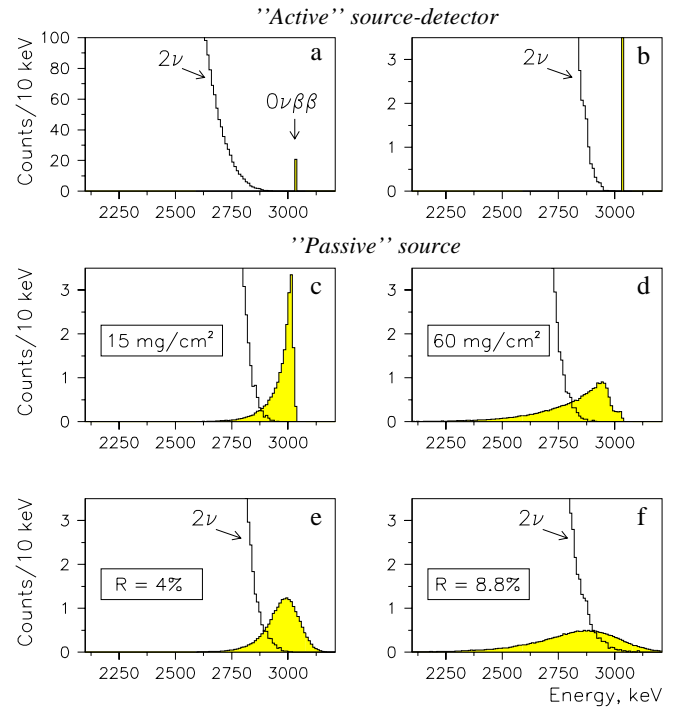 ’’Active’’ source-detector
Counts/10 keV
100
80
60
40
20
0
2ν
0νββ
a
2250 2500 2750 3000
3
2
1
0
2ν
b
2250 2500 2750 3000
’’Passive’’ source
Counts/10 keV
3
2
1
0
15 mg/cm²
c
2250 2500 2750 3000
3
2
1
0
60 mg/cm²
d
2250 2500 2750 3000
Counts/10 keV
3
2
1
0
2ν
R = 4%
e
2250 2500 2750 3000
3
2
1
0
2ν
R = 8.8%
f
2250 2500 2750 3000
Energy, keV